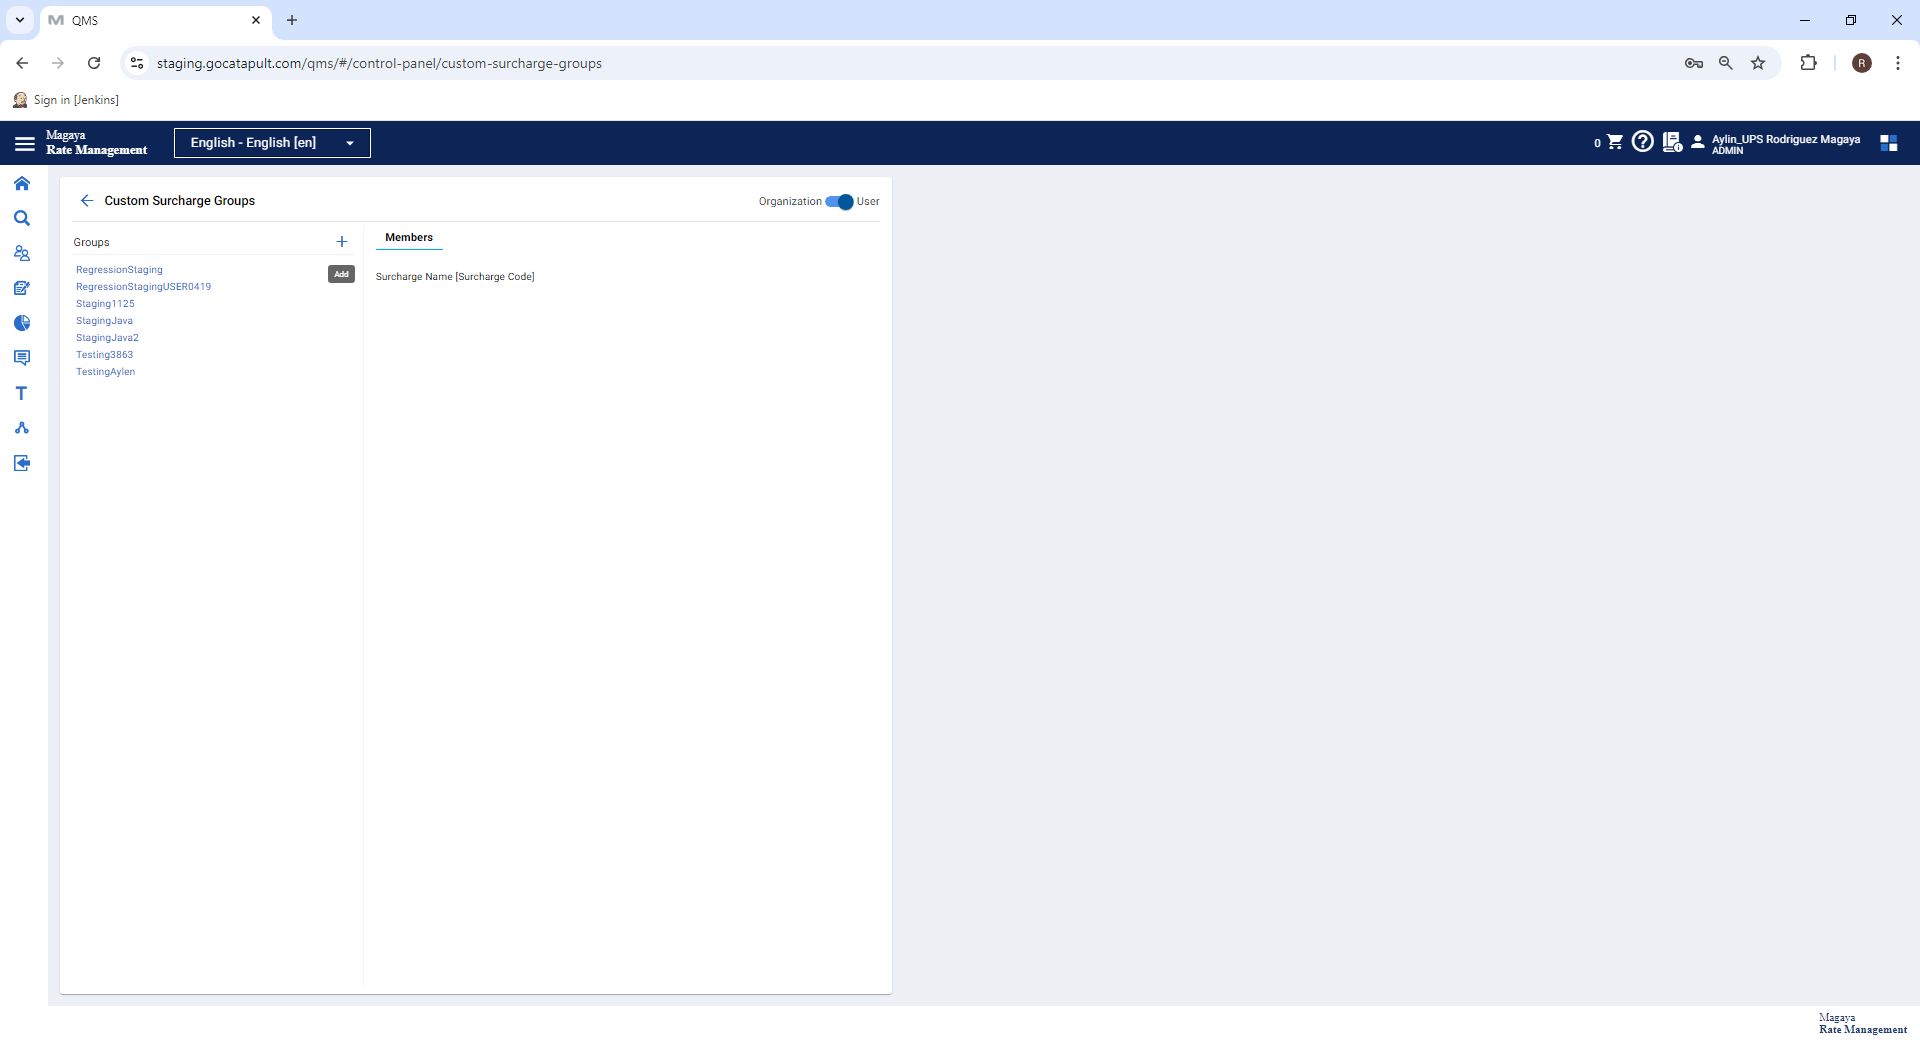 QMS
staging.gocatapult.com/qms/#/control-panel/custom-surcharge-groups
R
Sign in [Jenkins]
Magaya
Rate Management
English - English [en]
0
Aylin_UPS Rodriguez Magaya
ADMIN
Custom Surcharge Groups
Organization
User
Groups
Members
RegressionStaging
Add
Surcharge Name [Surcharge Code]
RegressionStagingUSER0419
Staging1125
StagingJava
StagingJava2
Testing3863
TestingAylen
Magaya
Rate Management